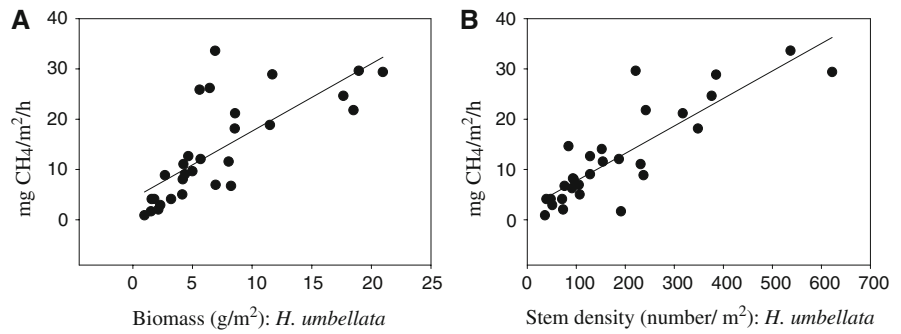 A
40
30
20
10
0
mg CH₄/m²/h
0 5 10 15 20 25
Biomass (g/m²): H. umbellata
B
40
30
20
10
0
mg CH₄/m²/h
0 100 200 300 400 500 600 700
Stem density (number/ m²): H. umbellata